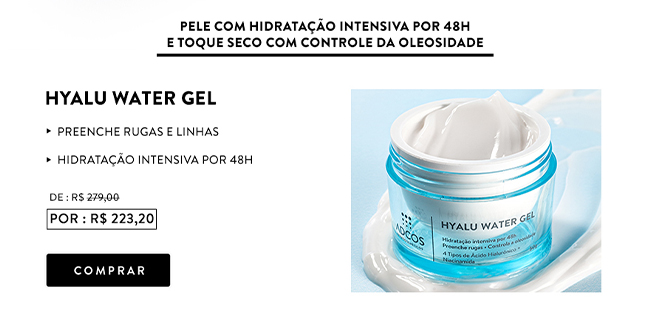 PELE COM HIDRATAÇÃO INTENSIVA POR 48H
E TOQUE SECO COM CONTROLE DA OLEOSIDADE
HYALU WATER GEL
PREENCHE RUGAS E LINHAS
HIDRATAÇÃO INTENSIVA POR 48H
DE : R$ 279,00
POR : R$ 223,20
COMPRAR
ADCOS
HYALU WATER GEL
Hidratação intensiva por 48h
Preenche rugas • Controla a oleosidade
4 Tipos de Ácido Hialurônico +
Niacinamida